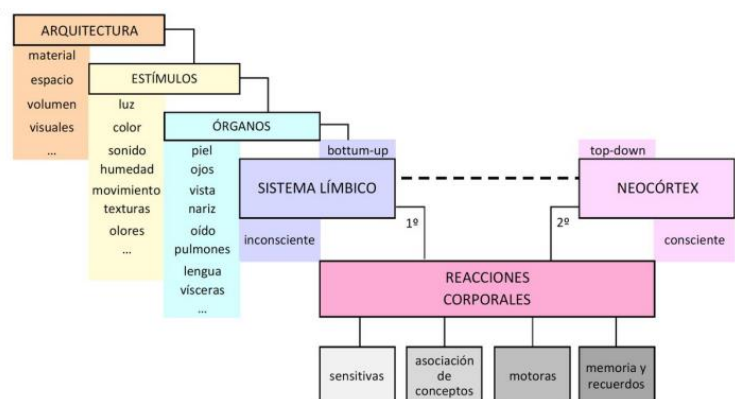 ARQUITECTURA
material
espacio
volumen
visuales
...
ESTÍMULOS
luz
color
sonido
humedad
movimiento
texturas
olores
...
ÓRGANOS
piel
ojos
vista
nariz
oído
pulmones
lengua
vísceras
...
bottum-up
SISTEMA LÍMBICO
inconsciente
1º
top-down
NEOCÓRTEX
consciente
2º
REACCIONES
CORPORALES
sensitivas
asociación
de
conceptos
motoras
memoria y
recuerdos